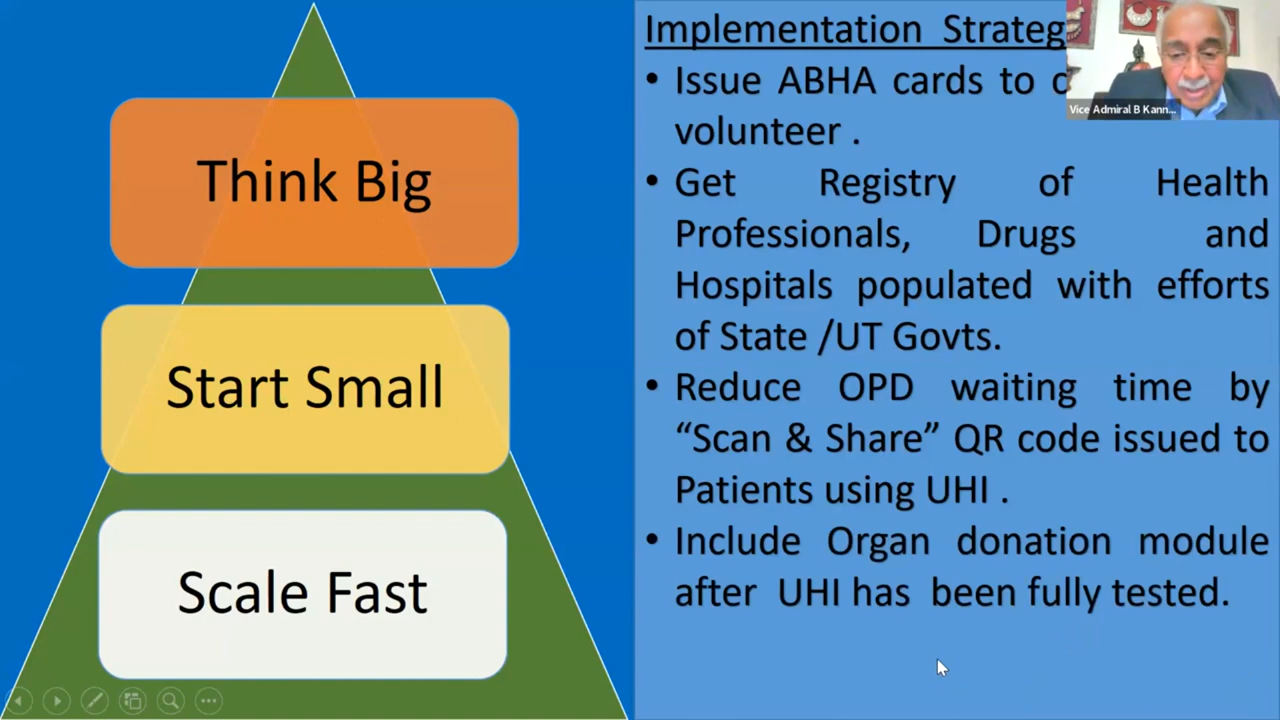 Think Big
Start Small
Scale Fast
Implementation Strateg
• Issue ABHA cards to
volunteer .
• Get Registry of Health
Professionals, Drugs and
Hospitals populated with efforts
of State /UT Govts.
• Reduce OPD waiting time by
“Scan & Share” QR code issued to
Patients using UHI .
• Include Organ donation module
after UHI has been fully tested.
Vice Admiral B Kann...